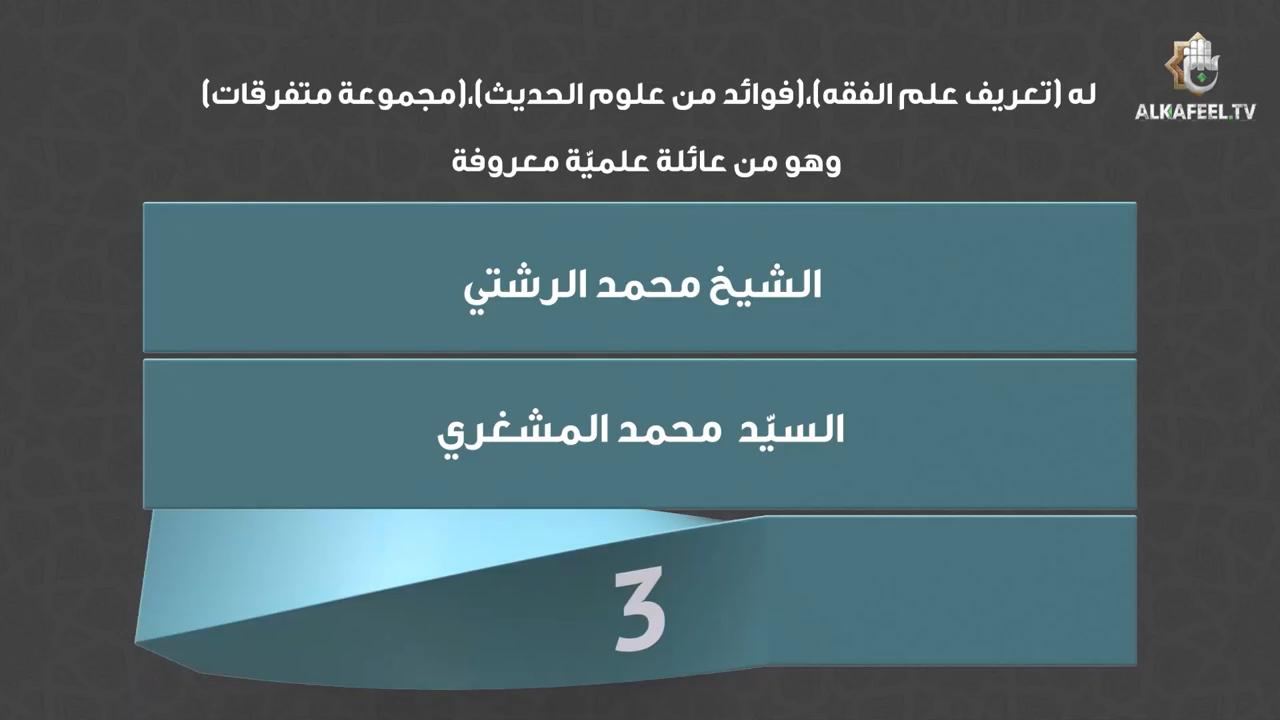 له (تعريف علم الفقه)،(فوائد من علوم الحديث)،(مجموعة متفرقات)
وهو من عائلة علميّة معروفة
الشيخ محمد الرشتي
السيّد محمد المشغري
3
ALKAFEEL.TV